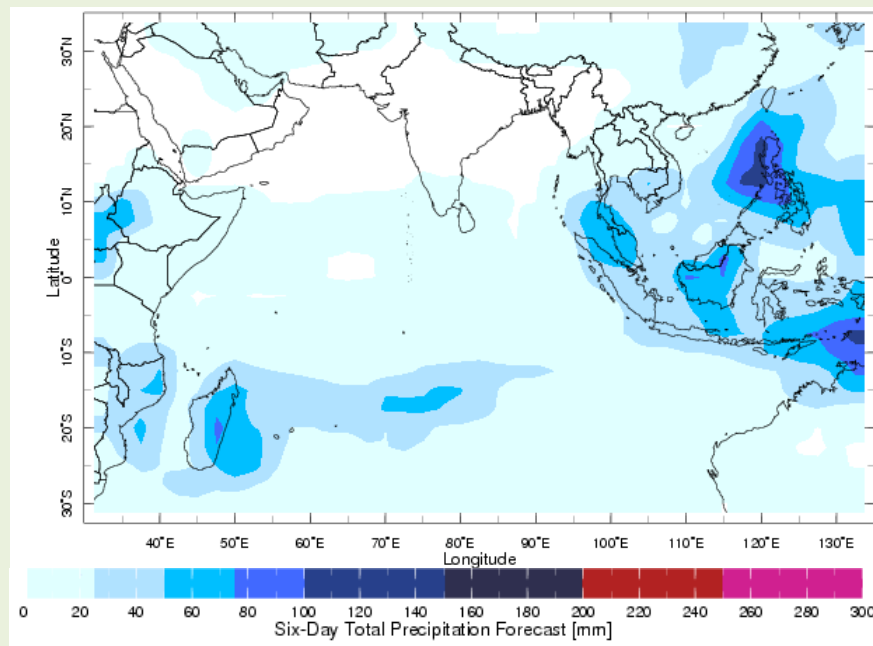 30°N
20°N
10°N
0°
10°S
20°S
30°S
Latitude
40°E 50°E 60°E 70°E 80°E 90°E 100°E 110°E 120°E 130°E
Longitude
0 20 40 60 80 100 120 140 160 180 200 220 240 260 280 300
Six-Day Total Precipitation Forecast [mm]